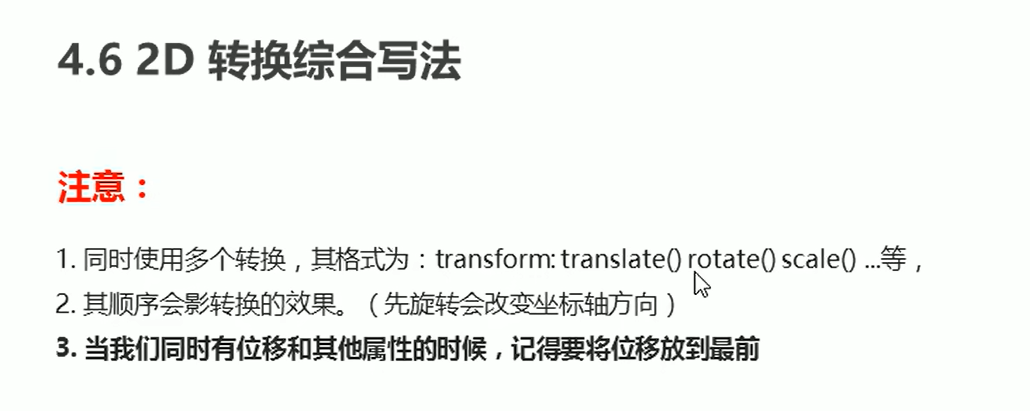 4.6 2D 转换综合写法
注意：
1. 同时使用多个转换，其格式为：transform: translate() rotate() scale() ...等，
2. 其顺序会影转换的效果。（先旋转会改变坐标轴方向）
3. 当我们同时有位移和其他属性的时候，记得要将位移放到最前